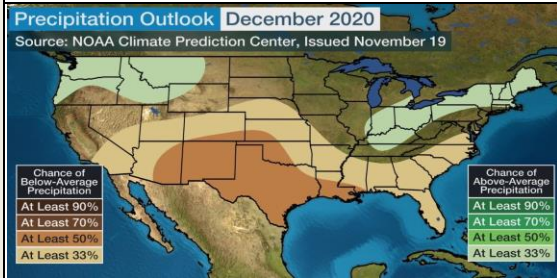 Precipitation Outlook December 2020
Source: NOAA Climate Prediction Center, Issued November 19
Chance of
Below-Average
Precipitation
At Least 90%
At Least 70%
At Least 50%
At Least 33%
Chance of
Above-Average
Precipitation
At Least 90%
At Least 70%
At Least 50%
At Least 33%